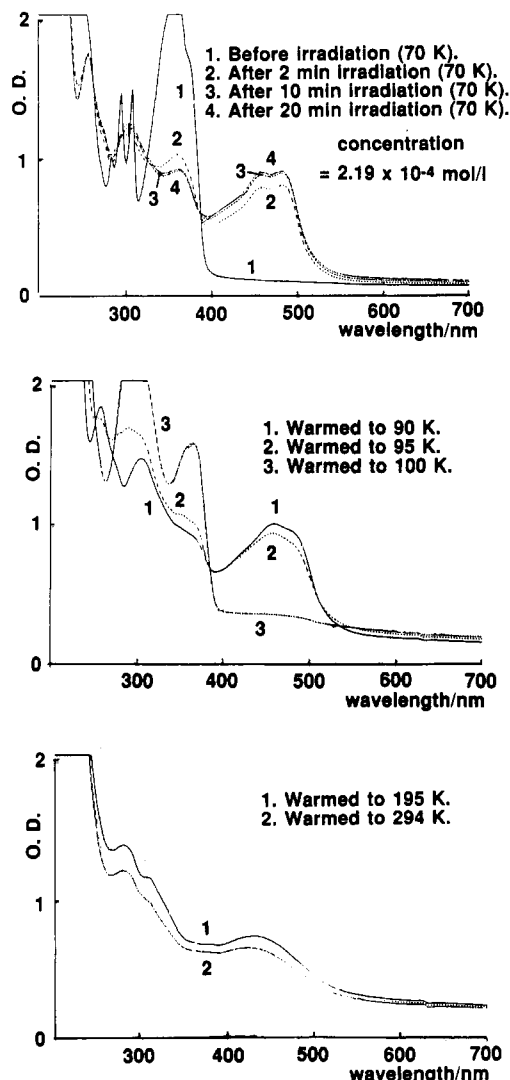 2
1. Before irradiation (70 K).
2. After 2 min irradiation (70 K).
3. After 10 min irradiation (70 K).
4. After 20 min irradiation (70 K).
concentration
= 2.19 x 10-4 mol/l
O. D.
1
2
3
4
1
3
4
2
1
0
300 400 500 600 700
wavelength/nm
2
1. Warmed to 90 K.
2. Warmed to 95 K.
3. Warmed to 100 K.
O. D.
3
2
1
1
1
2
3
0
300 400 500 600 700
wavelength/nm
2
1. Warmed to 195 K.
2. Warmed to 294 K.
O. D.
1
1
2
0
300 400 500 600 700
wavelength/nm